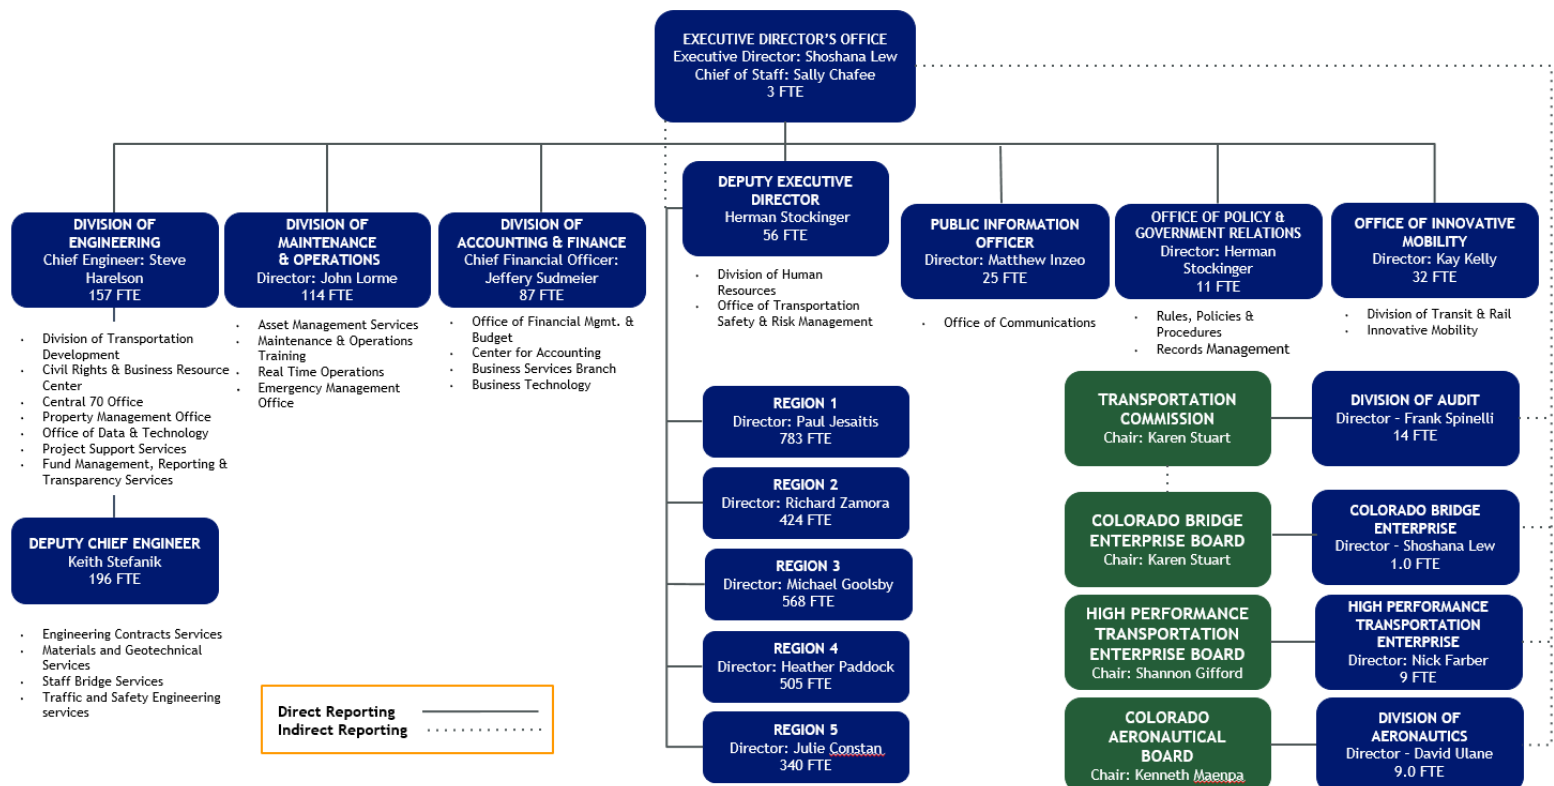 EXECUTIVE DIRECTOR'S OFFICE
Executive Director: Shoshana Lew
Chief of Staff: Sally Chafee
3 FTE
DIVISION OF
ENGINEERING
Chief Engineer: Steve
Harelson
157 FTE
· Division of Transportation
Development
· Civil Rights & Business Resource
Center
· Central 70 Office
· Property Management Office
· Office of Data & Technology
· Project Support Services
· Fund Management, Reporting &
Transparency Services
DEPUTY CHIEF ENGINEER
Keith Stefanik
196 FTE
· Engineering Contracts Services
· Materials and Geotechnical
Services
· Staff Bridge Services
· Traffic and Safety Engineering
services
DIVISION OF
MAINTENANCE
& OPERATIONS
Director: John Lorme
114 FTE
· Asset Management Services
· Maintenance & Operations
Training
· Real Time Operations
· Emergency Management
Office
DIVISION OF
ACCOUNTING & FINANCE
Chief Financial Officer:
Jeffery Sudmeier
87 FTE
· Office of Financial Mgmt. &
Budget
· Center for Accounting
· Business Services Branch
· Business Technology
DEPUTY EXECUTIVE
DIRECTOR
Herman Stockinger
56 FTE
· Division of Human
Resources
· Office of Transportation
Safety & Risk Management
REGION 1
Director: Paul Jesaitis
783 FTE
REGION 2
Director: Richard Zamora
424 FTE
REGION 3
Director: Michael Goolsby
568 FTE
REGION 4
Director: Heather Paddock
505 FTE
REGION 5
Director: Julie Constan
340 FTE
PUBLIC INFORMATION
OFFICER
Director: Matthew Inzeo
25 FTE
· Office of Communications
OFFICE OF POLICY &
GOVERNMENT RELATIONS
Director: Herman
Stockinger
11 FTE
· Rules, Policies &
Procedures
· Records Management
OFFICE OF INNOVATIVE
MOBILITY
Director: Kay Kelly
32 FTE
· Division of Transit & Rail
· Innovative Mobility
TRANSPORTATION
COMMISSION
Chair: Karen Stuart
DIVISION OF AUDIT
Director - Frank Spinelli
14 FTE
COLORADO BRIDGE
ENTERPRISE BOARD
Chair: Karen Stuart
COLORADO BRIDGE
ENTERPRISE
Director - Shoshana Lew
1.0 FTE
HIGH PERFORMANCE
TRANSPORTATION
ENTERPRISE BOARD
Chair: Shannon Gifford
HIGH PERFORMANCE
TRANSPORTATION
ENTERPRISE
Director: Nick Farber
9 FTE
COLORADO
AERONAUTICAL
BOARD
Chair: Kenneth Maenpa
DIVISION OF
AERONAUTICS
Director - David Ulane
9.0 FTE
Direct Reporting
Indirect Reporting